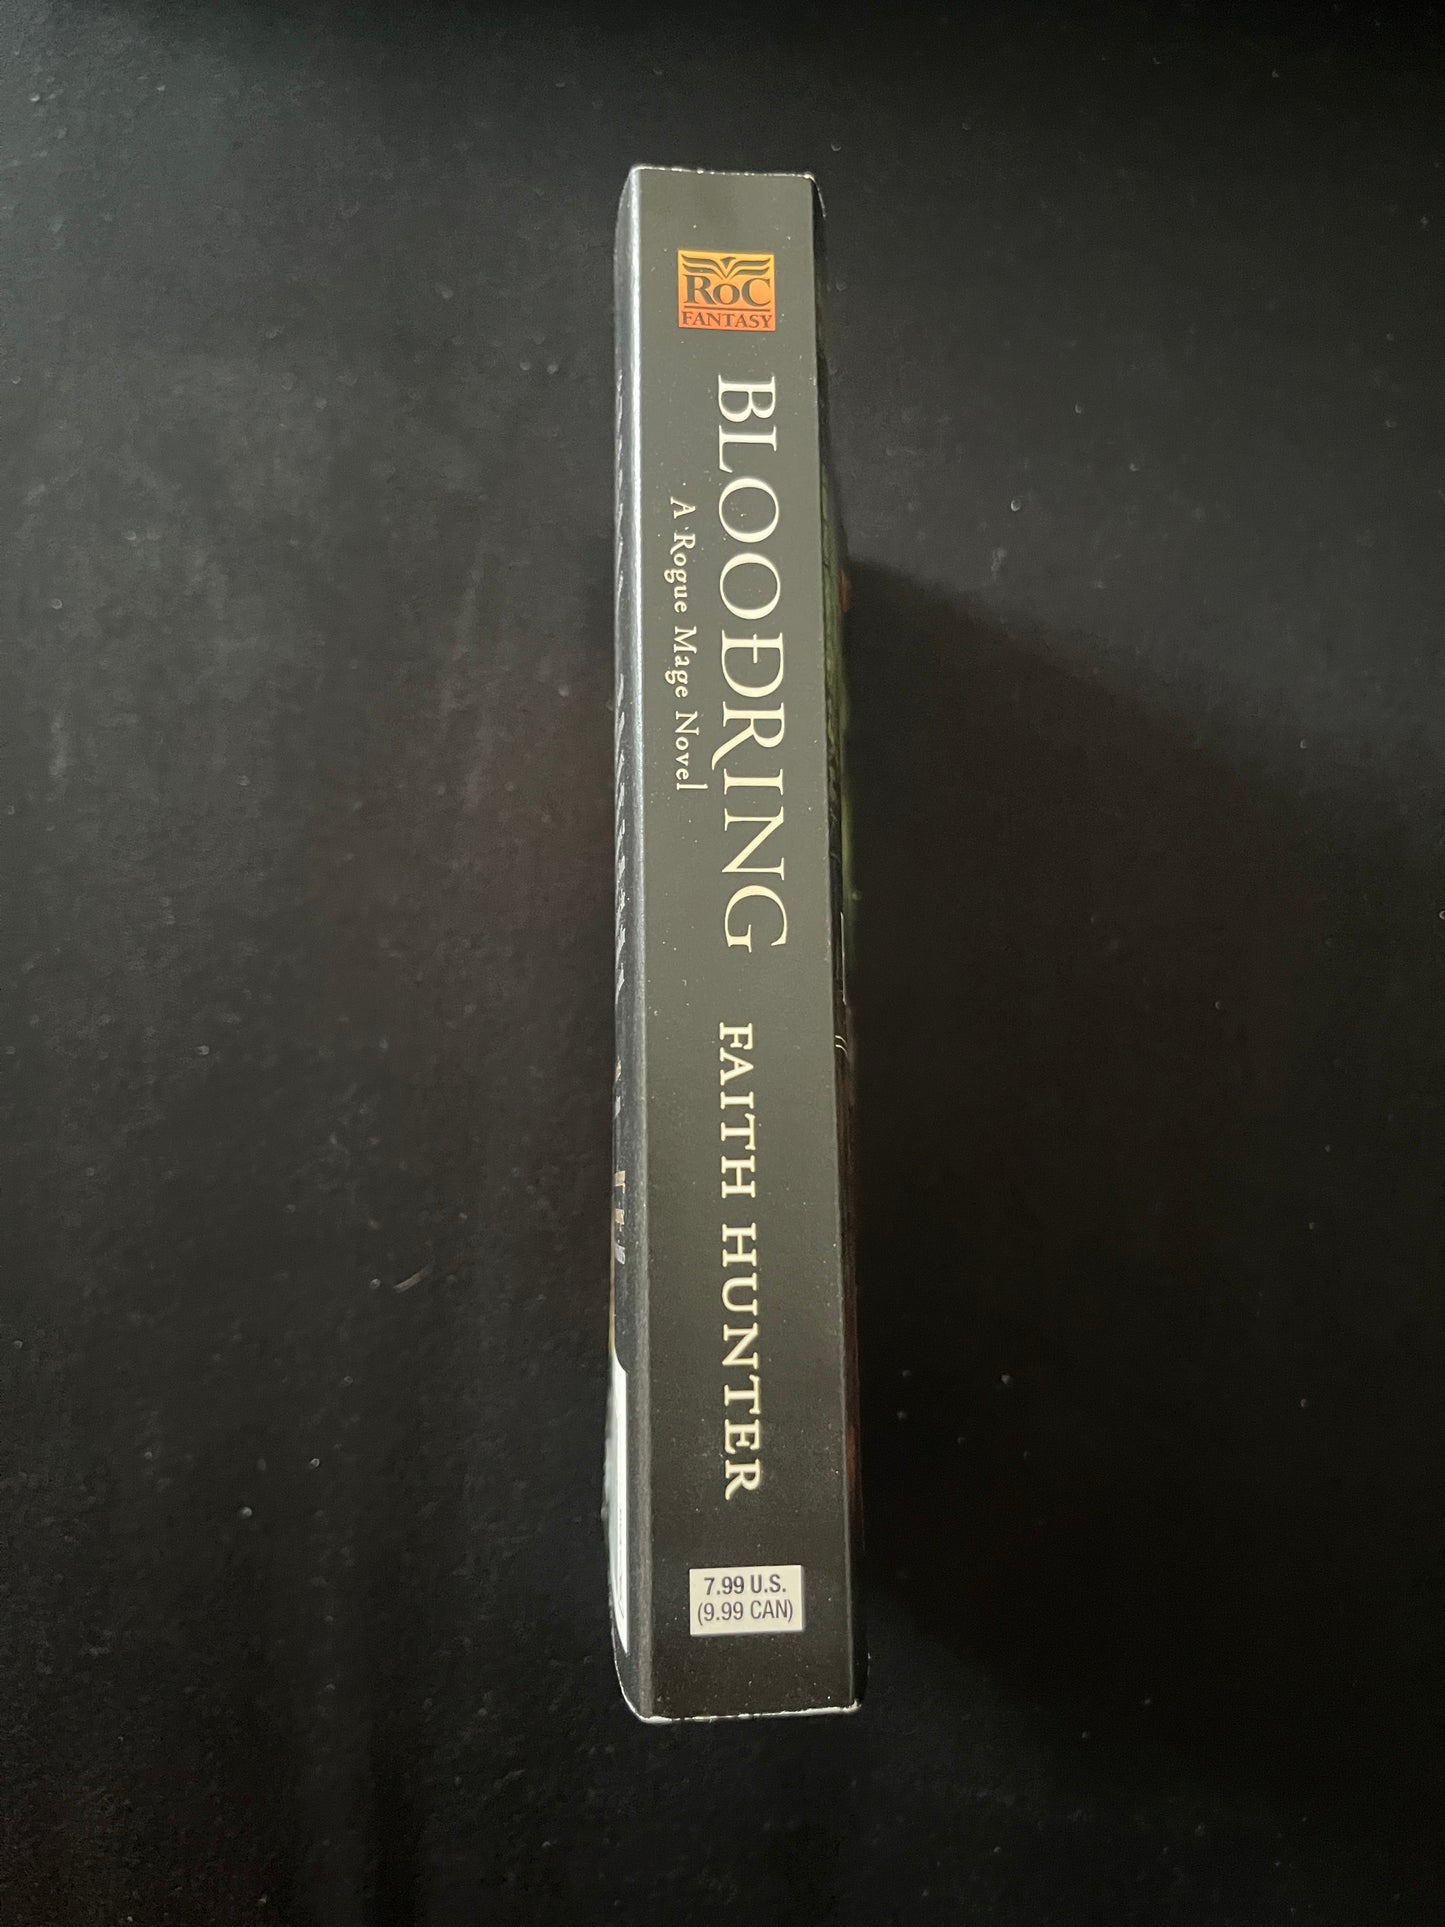 ROC
FANTASY
BLOODRING
A Rogue Mage Novel
FAITH HUNTER
7.99 U.S.
(9.99 CAN)